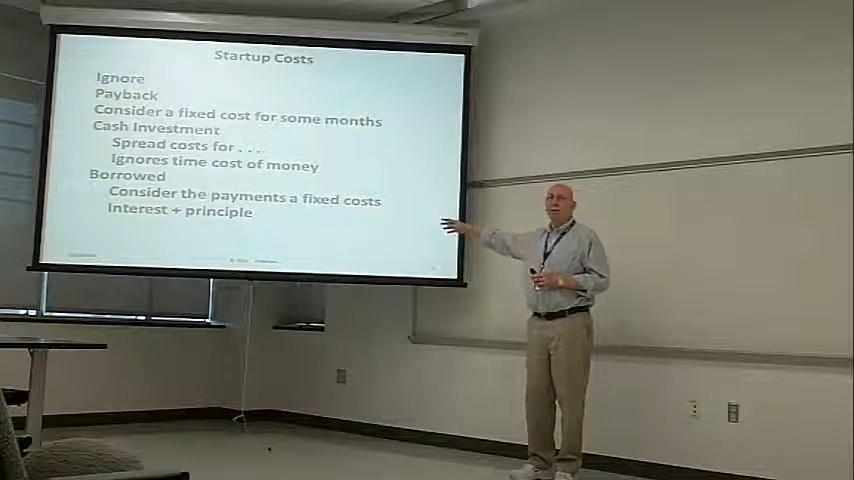 Startup Costs
Ignore
Payback
Consider a fixed cost for some months
Cash Investment
Spread costs for . . .
Ignores time cost of money
Borrowed
Consider the payments a fixed costs
Interest + principle